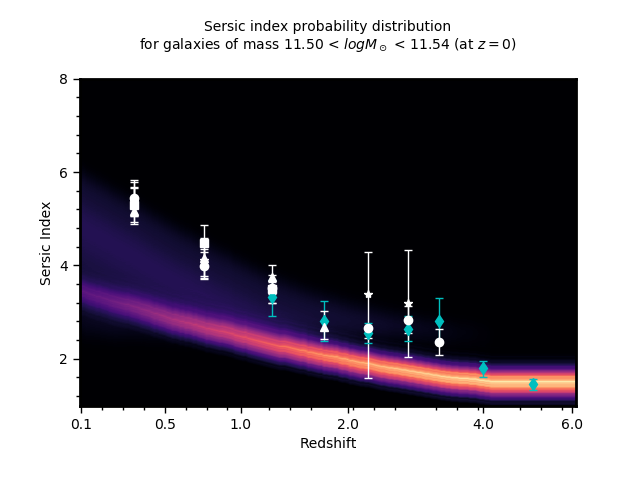 Sersic index probability distribution
for galaxies of mass 11.50 < logM⊙ < 11.54 (at z = 0)
8
6
4
2
Sersic Index
0.1 0.5 1.0 2.0 4.0 6.0
Redshift